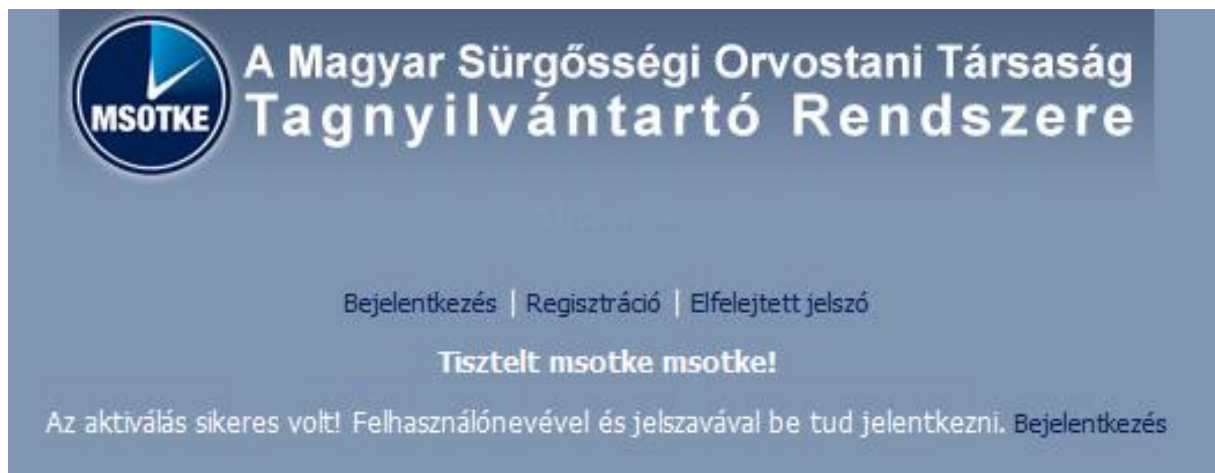 MSOTKE
A Magyar Sürgősségi Orvostani Társaság
Tagnyilvántartó Rendszere
Bejelentkezés | Regisztráció | Elfelejtett jelszó
Tisztelt msotke msotke!
Az aktiválás sikeres volt! Felhasználónevével és jelszavával be tud jelentkezni. Bejelentkezés